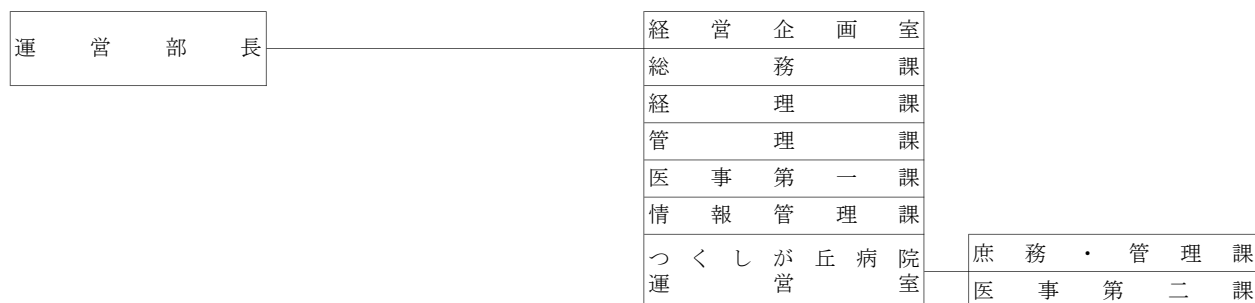 運営部長
経営企画室
総務課
経理課
管理課
医事第一課
情報管理課
つくしが丘病院
運営室
庶務・管理課
医事第二課